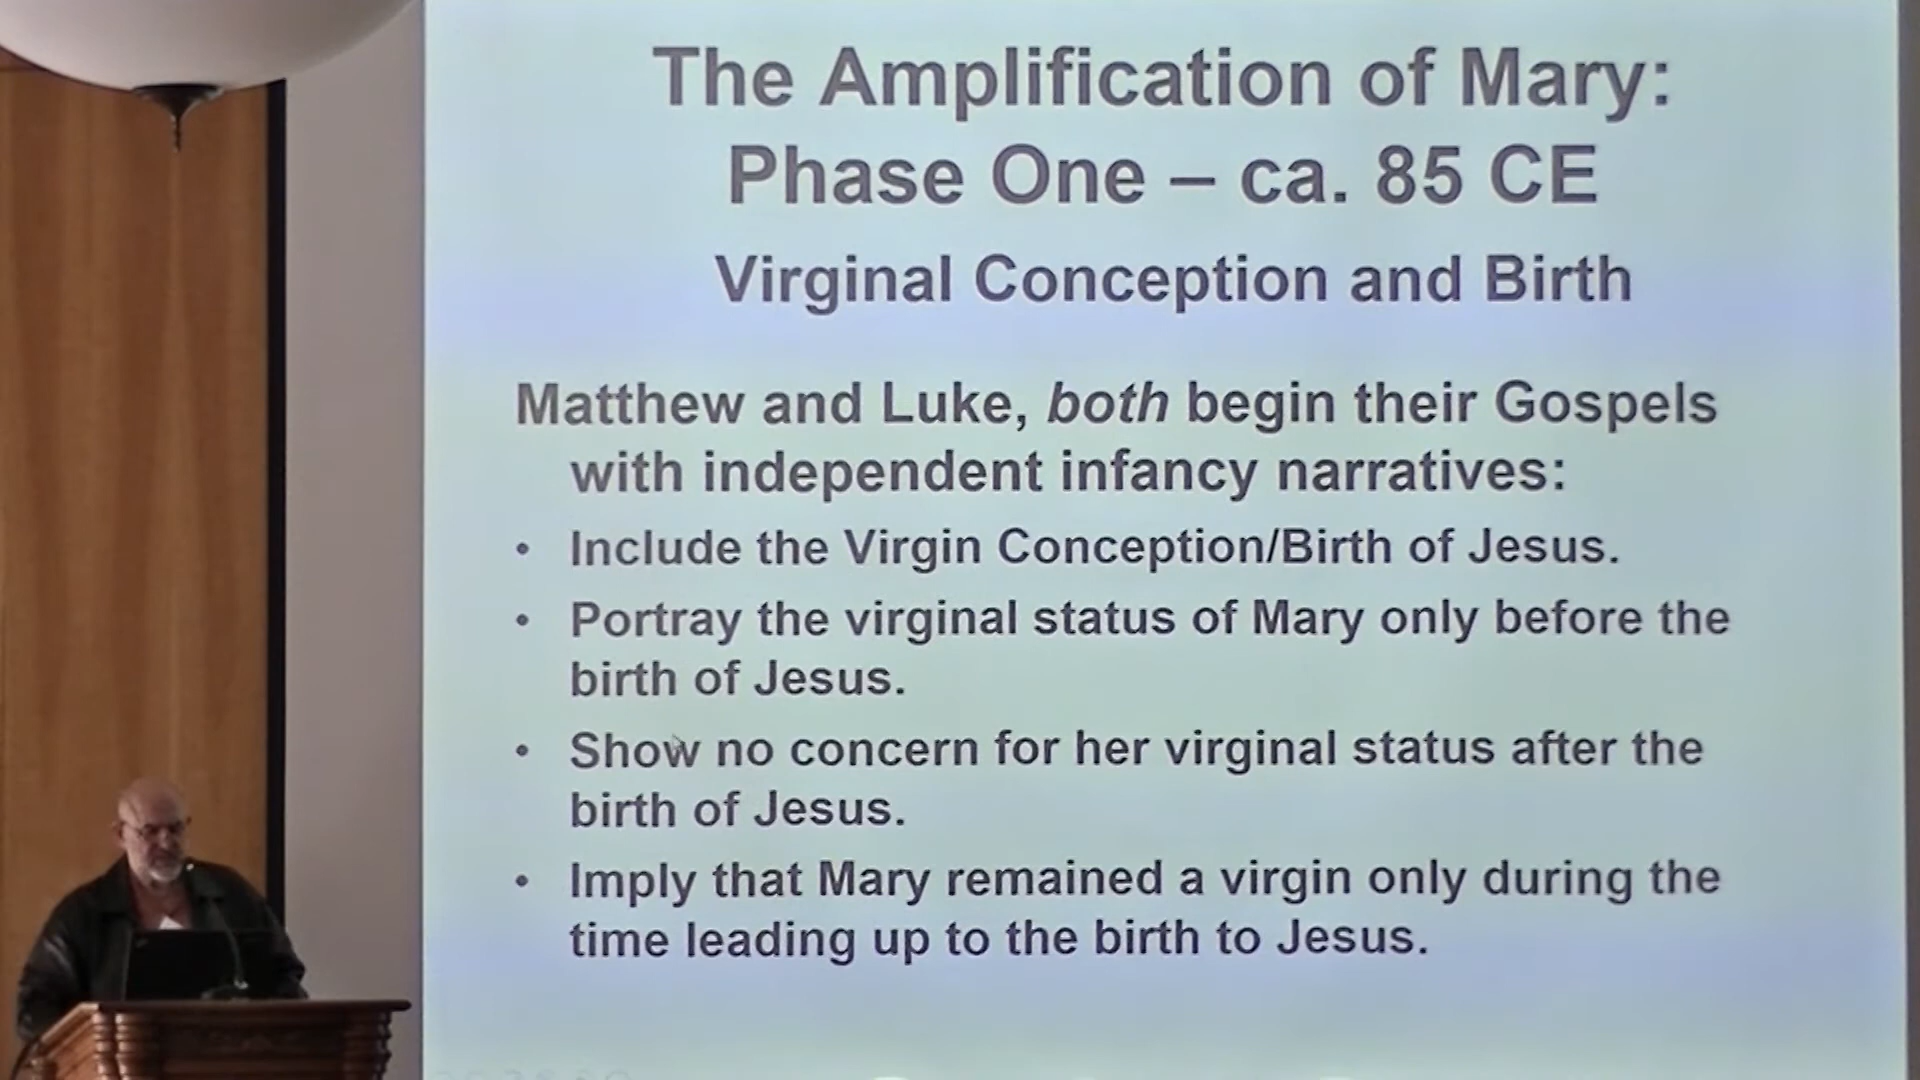 The Amplification of Mary:
Phase One – ca. 85 CE
Virginal Conception and Birth
Matthew and Luke, both begin their Gospels
with independent infancy narratives:
• Include the Virgin Conception/Birth of Jesus.
• Portray the virginal status of Mary only before the
birth of Jesus.
• Show no concern for her virginal status after the
birth of Jesus.
• Imply that Mary remained a virgin only during the
time leading up to the birth to Jesus.